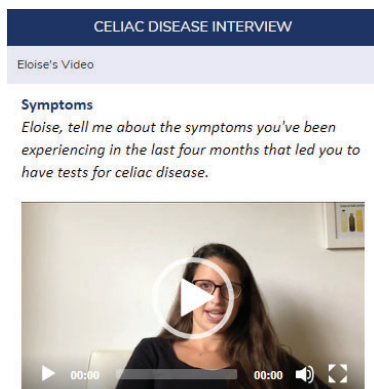 CELIAC DISEASE INTERVIEW
Eloise's Video
Symptoms
Eloise, tell me about the symptoms you've been
experiencing in the last four months that led you to
have tests for celiac disease.
00:00
00:00